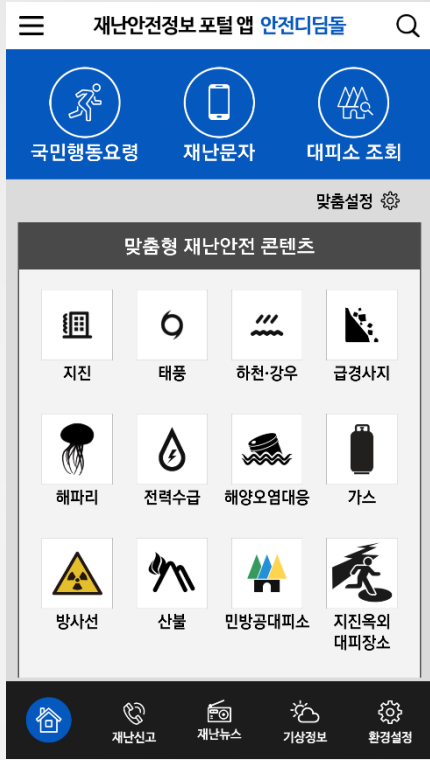 재난안전정보 포털 앱 안전디딤돌
국민행동요령 재난문자 대피소 조회
맞춤설정
맞춤형 재난안전 콘텐츠
지진 태풍 하천·강우 급경사지
해파리 전력수급 해양오염대응 가스
방사선 산불 민방공대피소 지진옥외
대피장소
재난신고 재난뉴스 기상정보 환경설정